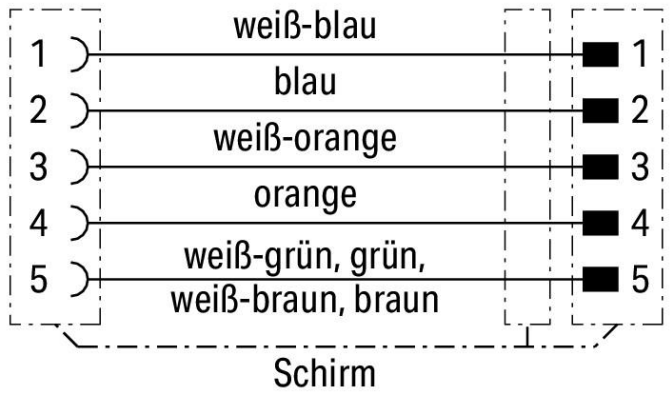 weiß-blau
1 1
blau
2 2
weiß-orange
3 3
orange
4 4
weiß-grün, grün,
5 5
weiß-braun, braun
Schirm